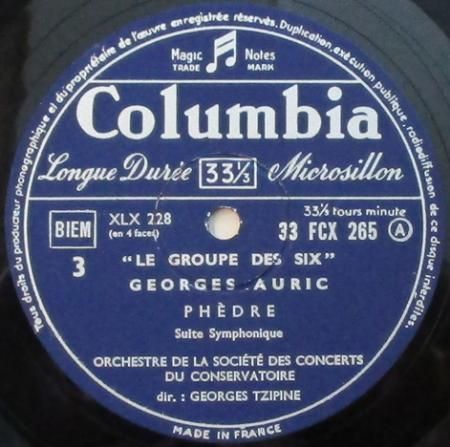 Tous droits du producteur phonographique et du propriétaire de l'œuvre enregistrée réservés. Duplication, exécution publique, radiodiffusion de ce disque interdites.
Magic Notes
TRADE MARK
Columbia
Longue Durée 33⅓ Microsillon
BIEM
XLX 228
(en 4 faces)
33⅓ tours minute
33 FCX 265 A
3
"LE GROUPE DES SIX"
GEORGES AURIC
PHÈDRE
Suite Symphonique
ORCHESTRE DE LA SOCIÉTÉ DES CONCERTS
DU CONSERVATOIRE
dir. : GEORGES TZIPINE
MADE IN FRANCE